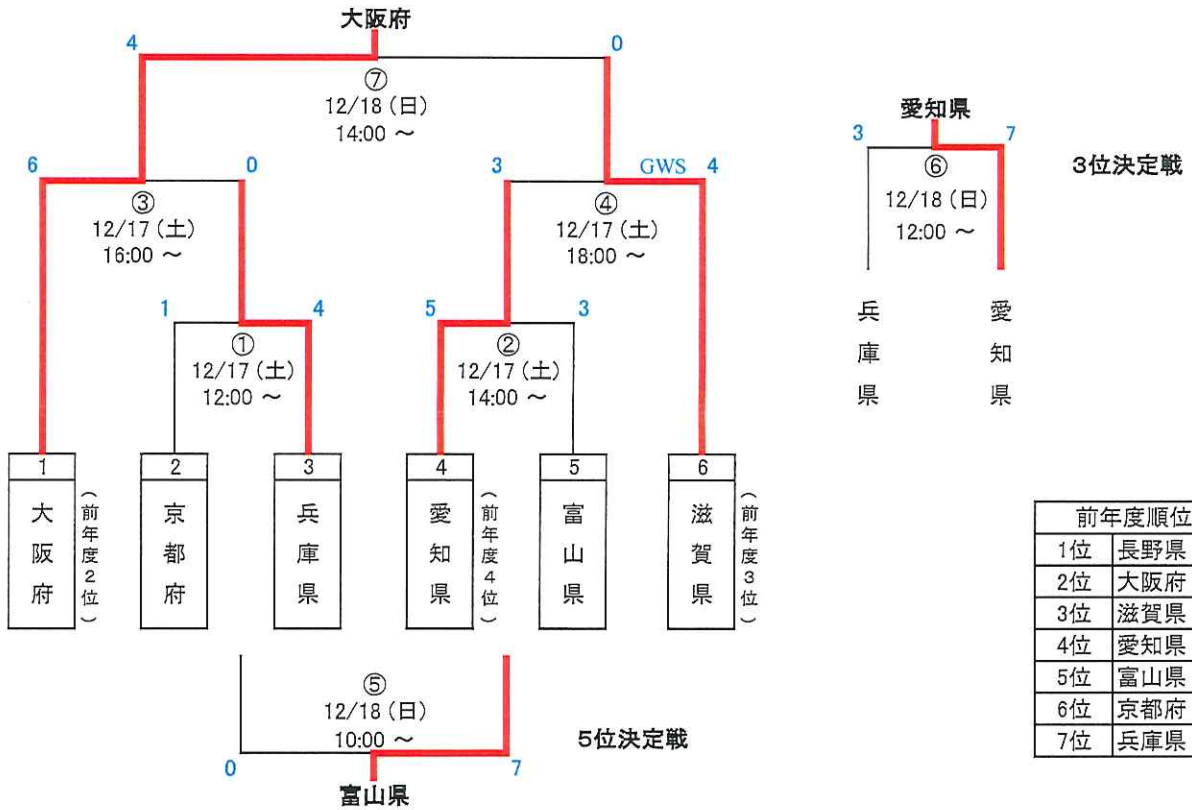 大阪府
4
0
⑦
12/18 (日)
14:00 ～
6
0
3
GWS
4
③
12/17 (土)
16:00 ～
④
12/17 (土)
18:00 ～
1
4
5
3
①
12/17 (土)
12:00 ～
②
12/17 (土)
14:00 ～
1
大阪府
(前年度2位)
2
京都府
3
兵庫県
4
愛知県
(前年度4位)
5
富山県
6
滋賀県
(前年度3位)
⑤
12/18 (日)
10:00 ～
5位決定戦
0
7
富山県
愛知県
3
7
⑥
12/18 (日)
12:00 ～
3位決定戦
兵庫県
愛知県
前年度順位
1位 長野県
2位 大阪府
3位 滋賀県
4位 愛知県
5位 富山県
6位 京都府
7位 兵庫県